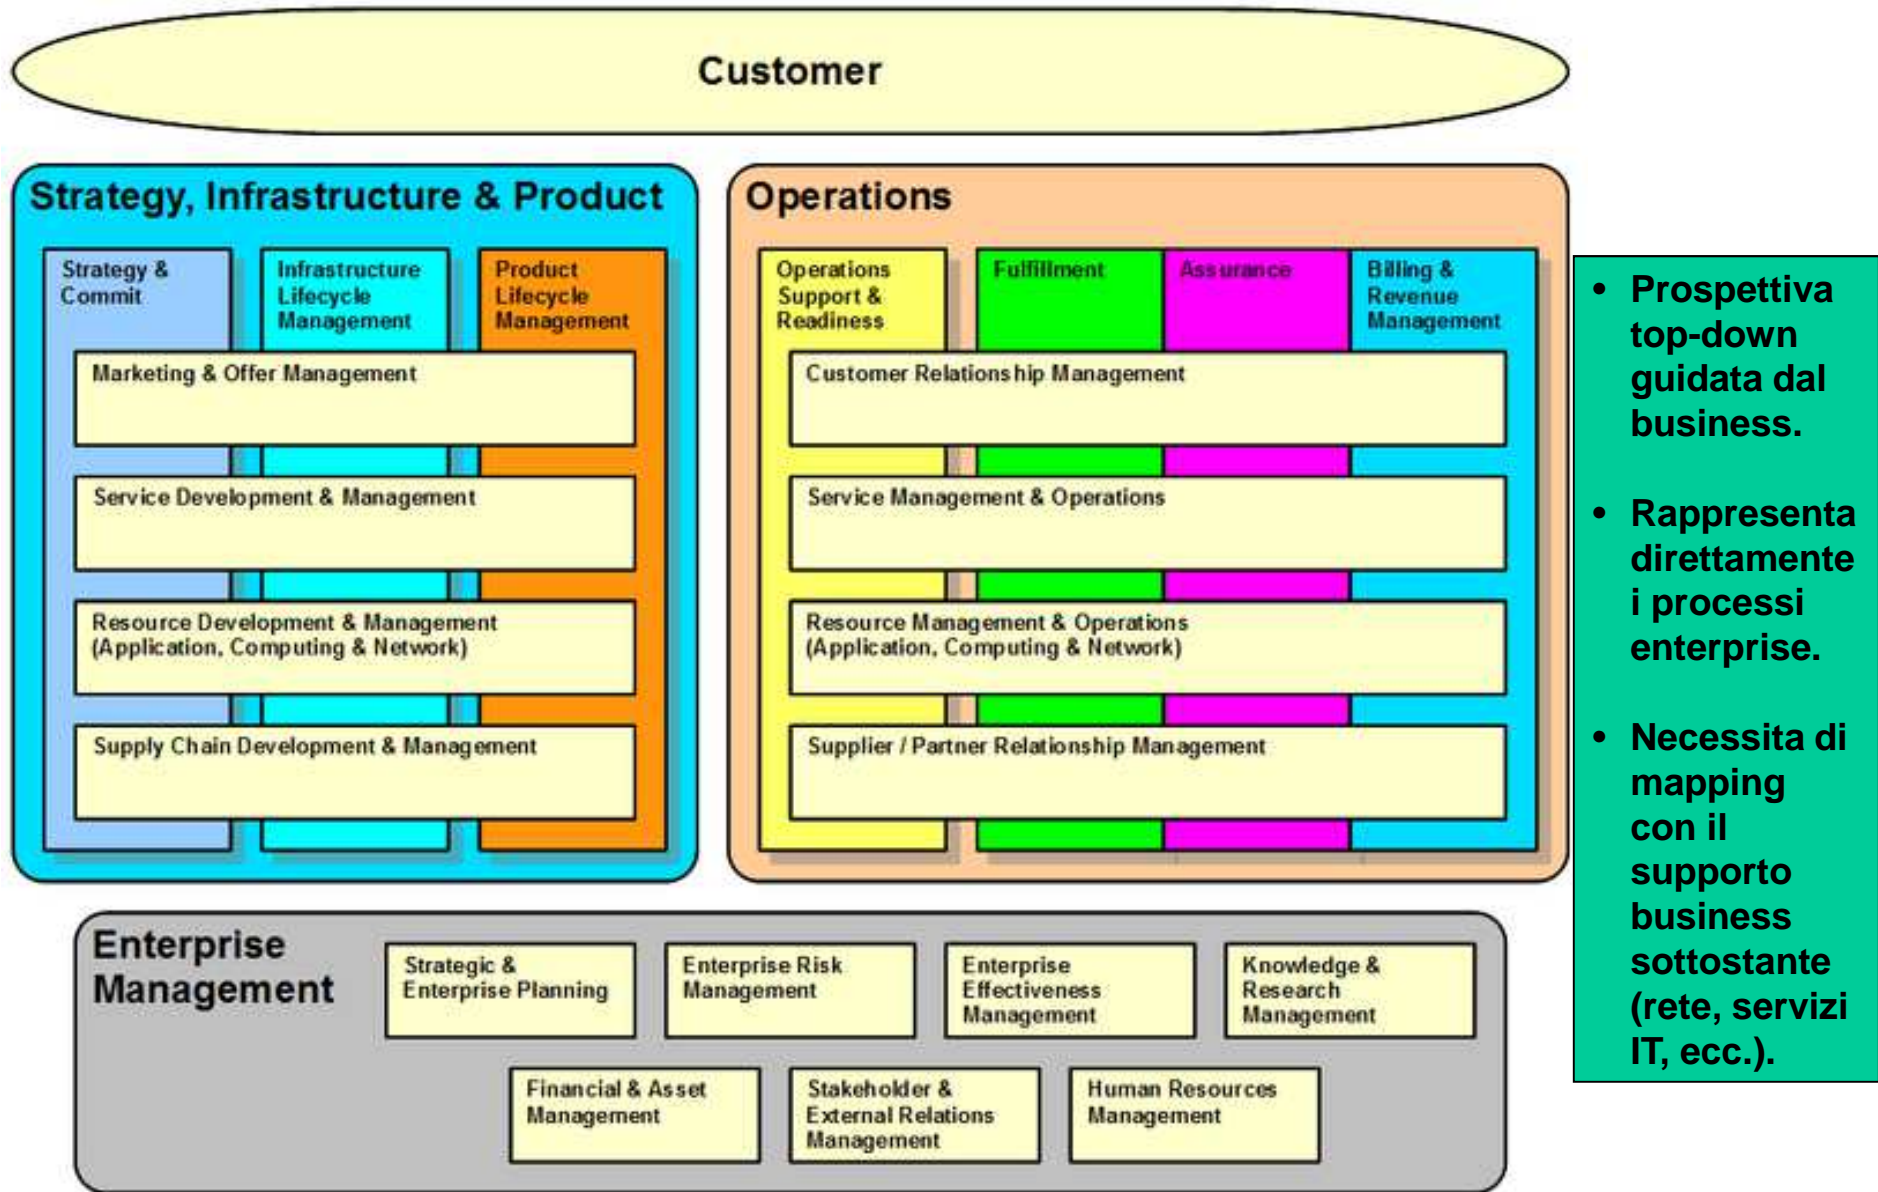 Customer
Strategy, Infrastructure & Product
Strategy &
Commit
Infrastructure
Lifecycle
Management
Product
Lifecycle
Management
Marketing & Offer Management
Service Development & Management
Resource Development & Management
(Application, Computing & Network)
Supply Chain Development & Management
Operations
Operations
Support &
Readiness
Fulfillment
Assurance
Billing &
Revenue
Management
Customer Relationship Management
Service Management & Operations
Resource Management & Operations
(Application, Computing & Network)
Supplier / Partner Relationship Management
Enterprise
Management
Strategic &
Enterprise Planning
Enterprise Risk
Management
Enterprise
Effectiveness
Management
Knowledge &
Research
Management
Financial & Asset
Management
Stakeholder &
External Relations
Management
Human Resources
Management
• Prospettiva
top-down
guidata dal
business.
• Rappresenta
direttamente
i processi
enterprise.
• Necessita di
mapping
con il
supporto
business
sottostante
(rete, servizi
IT, ecc.).